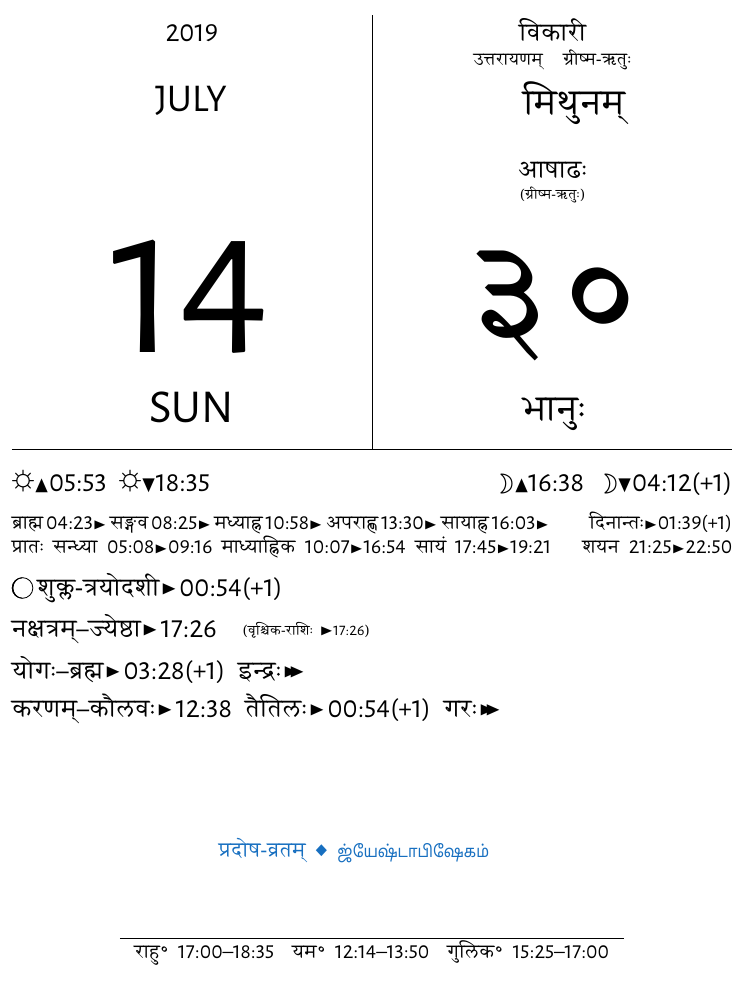 2019
JULY
14
SUN
विकारी
उत्तरायणम् ग्रीष्म-ऋतुः
मिथुनम्
आषाढः
(ग्रीष्म-ऋतुः)
३०
भानुः
☼▲05:53 ☼▼18:35 ☽▲16:38 ☽▼04:12(+1)
ब्राह्म 04:23► सङ्गव 08:25► मध्याह्न 10:58► अपराह्ण 13:30► सायाह्न 16:03► दिनान्तः►01:39(+1)
प्रातः सन्ध्या 05:08►09:16 माध्याह्निक 10:07►16:54 सायं 17:45►19:21 शयन 21:25►22:50
◯शुक्ल-त्रयोदशी►00:54(+1)
नक्षत्रम्–ज्येष्ठा►17:26 (वृश्चिक-राशिः ►17:26)
योगः–ब्रह्म►03:28(+1) इन्द्रः►►
करणम्–कौलवः►12:38 तैतिलः►00:54(+1) गरः►►
प्रदोष-व्रतम् ◆ ஜ்யேஷ்டாபிஷேகம்
राहु° 17:00–18:35 यम° 12:14–13:50 गुलिक° 15:25–17:00